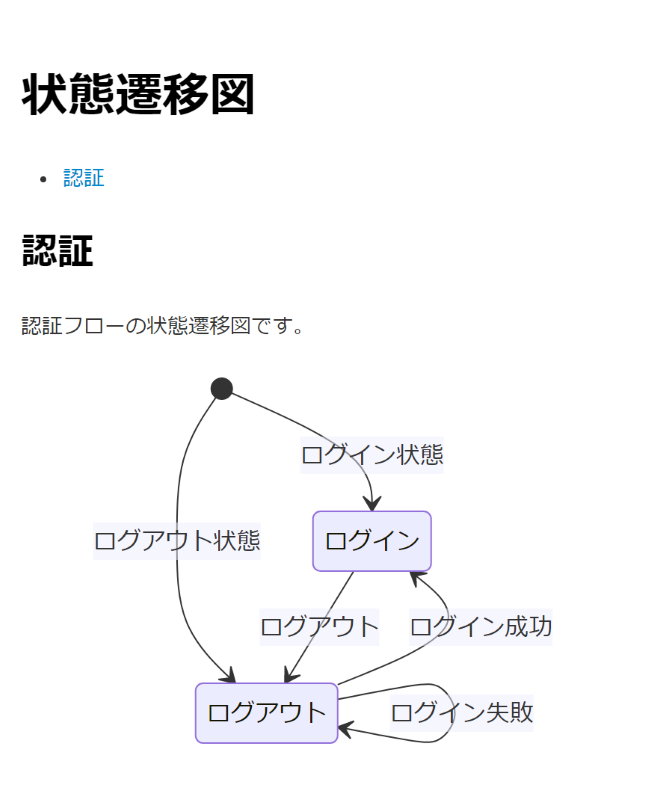 状態遷移図
認証
認証
認証フローの状態遷移図です。
ログイン状態
ログアウト状態
ログイン
ログアウト
ログイン成功
ログアウト
ログイン失敗